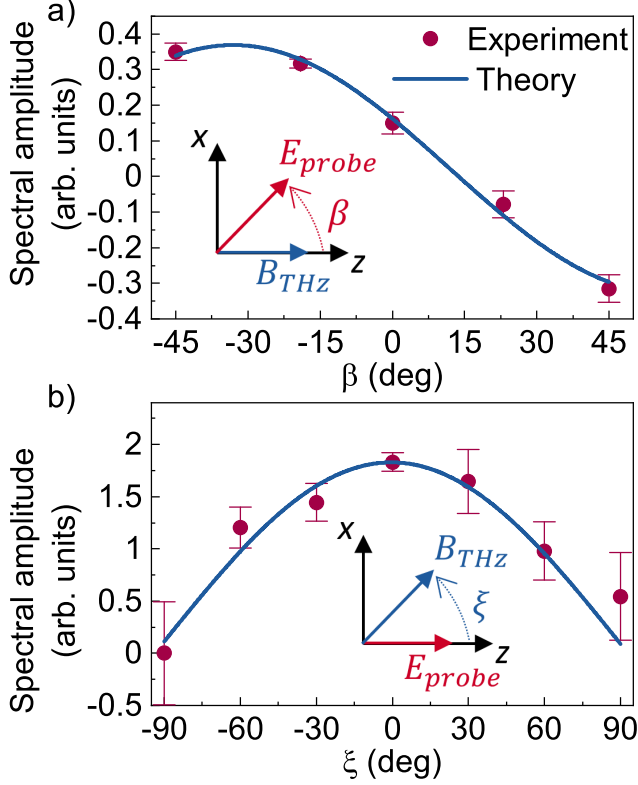 a)
Spectral amplitude
(arb. units)
0.4
0.3
0.2
0.1
0
-0.1
-0.2
-0.3
-0.4
Experiment
Theory
x
E_probe
β
B_THz
z
-45 -30 -15 0 15 30 45
β (deg)
b)
Spectral amplitude
(arb. units)
2
1.5
1
0.5
0
-0.5
x
B_THz
ξ
z
E_probe
-90 -60 -30 0 30 60 90
ξ (deg)